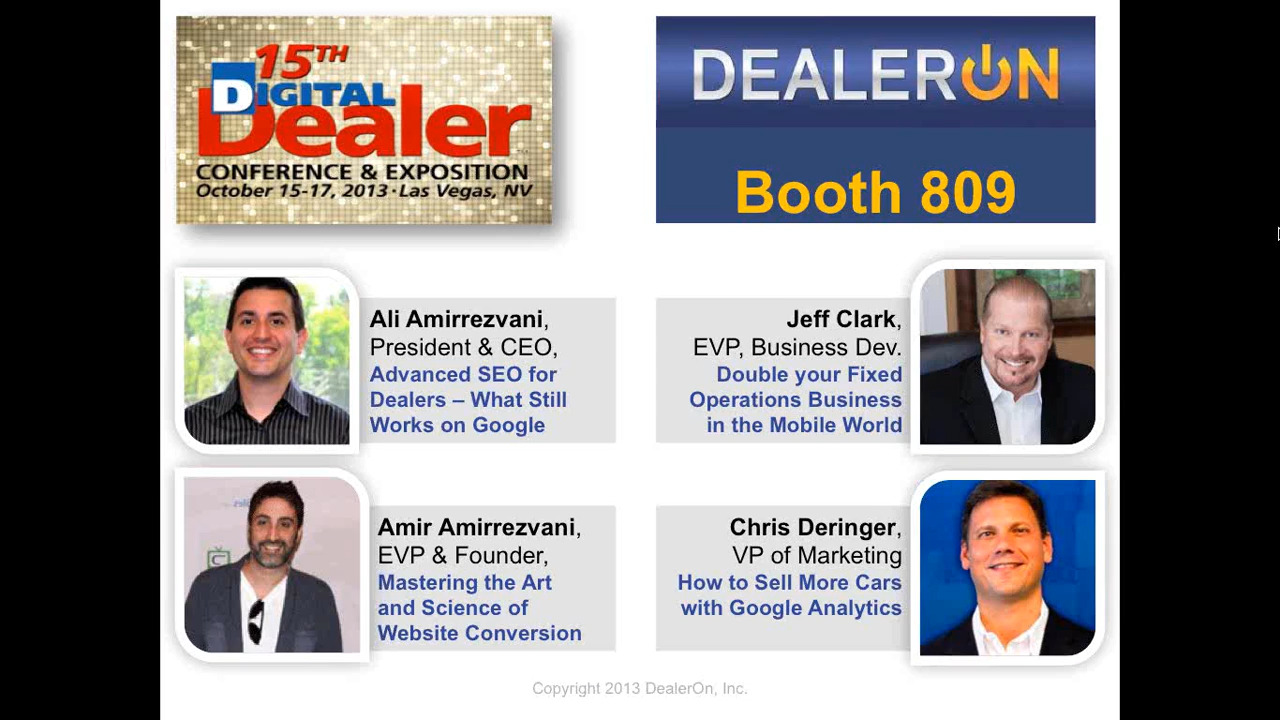 15TH
DIGITAL
Dealer
CONFERENCE & EXPOSITION
October 15-17, 2013 · Las Vegas, NV
DEALERON
Booth 809
Ali Amirrezvani,
President & CEO,
Advanced SEO for
Dealers – What Still
Works on Google
Jeff Clark,
EVP, Business Dev.
Double your Fixed
Operations Business
in the Mobile World
Amir Amirrezvani,
EVP & Founder,
Mastering the Art
and Science of
Website Conversion
Chris Deringer,
VP of Marketing
How to Sell More Cars
with Google Analytics
Copyright 2013 DealerOn, Inc.